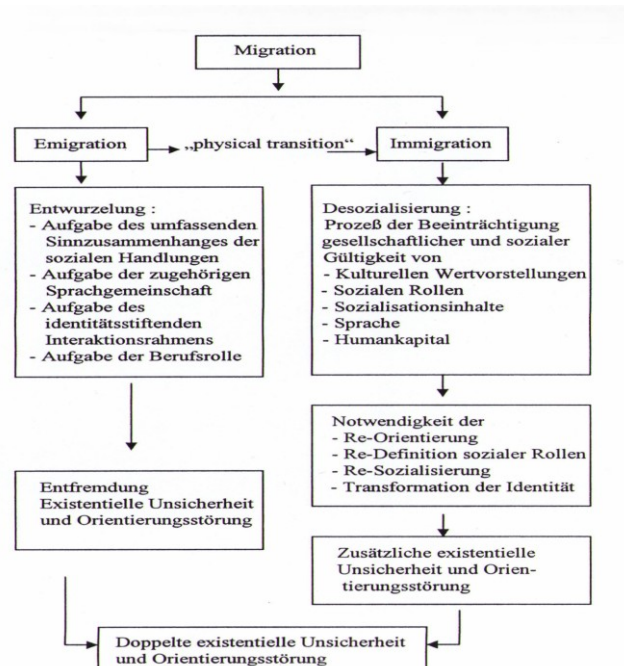 Migration
Emigration
„physical transition“
Immigration
Entwurzelung :
- Aufgabe des umfassenden
Sinnzusammenhanges der
sozialen Handlungen
- Aufgabe der zugehörigen
Sprachgemeinschaft
- Aufgabe des
identitätsstiftenden
Interaktionsrahmens
- Aufgabe der Berufsrolle
Desozialisierung :
Prozeß der Beeinträchtigung
gesellschaftlicher und sozialer
Gültigkeit von
- Kulturellen Wertvorstellungen
- Sozialen Rollen
- Sozialisationsinhalte
- Sprache
- Humankapital
Notwendigkeit der
- Re-Orientierung
- Re-Definition sozialer Rollen
- Re-Sozialisierung
- Transformation der Identität
Entfremdung
Existentielle Unsicherheit
und Orientierungsstörung
Zusätzliche existentielle
Unsicherheit und Orien-
tierungsstörung
Doppelte existentielle Unsicherheit
und Orientierungsstörung